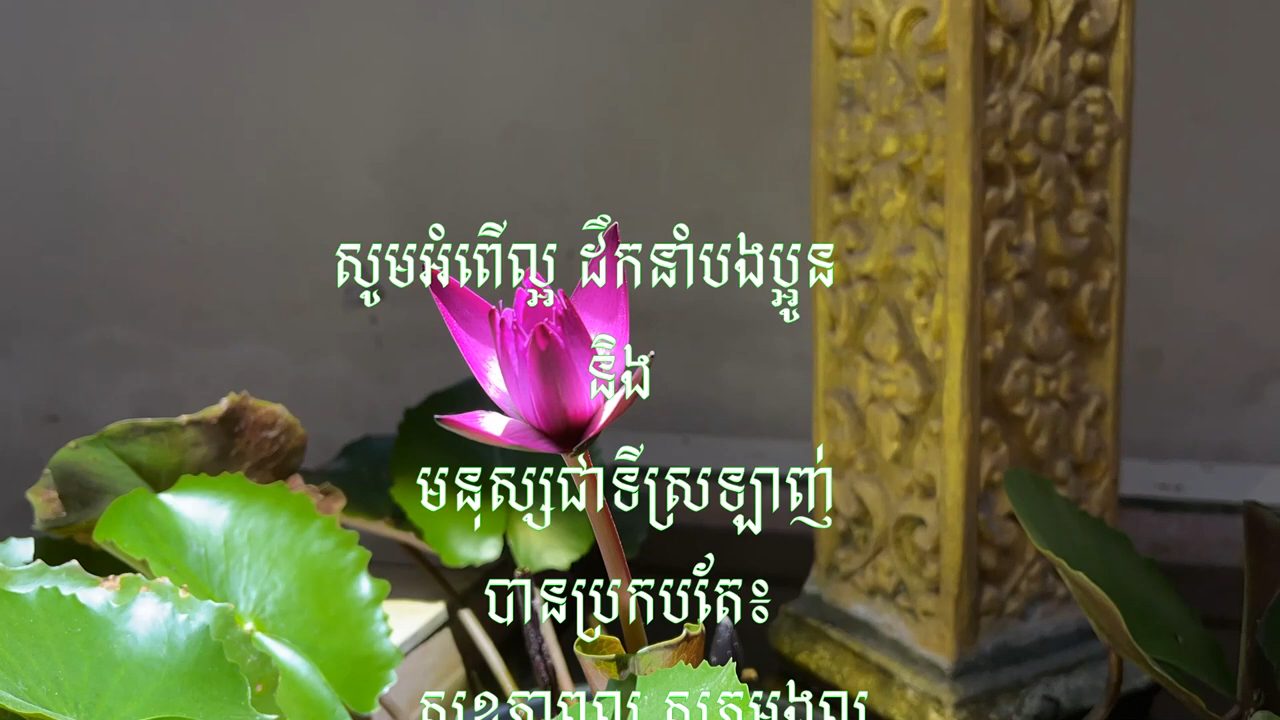 សូមអំពើល្អ ដឹកនាំបងប្អូន
និង
មនុស្សជាទីស្រឡាញ់
បានប្រកបតែ៖